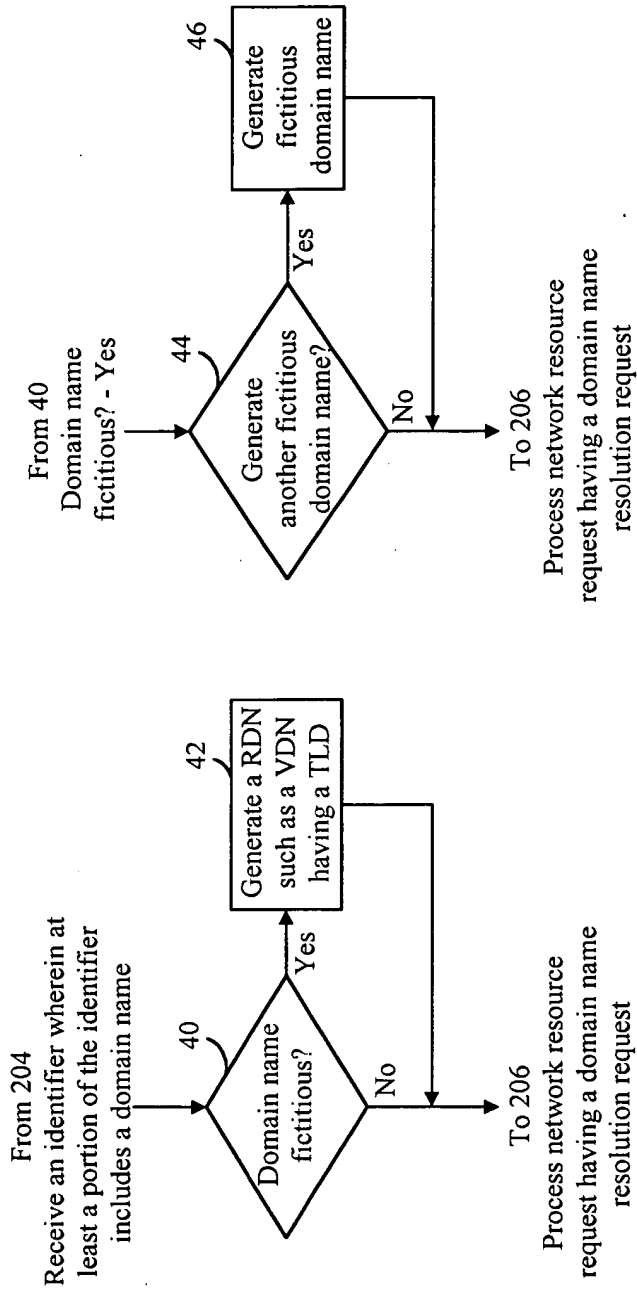 From 204
Receive an identifier wherein at
least a portion of the identifier
includes a domain name
40
Domain name
fictitious?
Yes
No
42
Generate a RDN
such as a VDN
having a TLD
To 206
Process network resource
request having a domain name
resolution request
From 40
Domain name
fictitious? - Yes
44
Generate
another fictitious
domain name?
Yes
No
46
Generate
fictitious
domain name
To 206
Process network resource
request having a domain name
resolution request